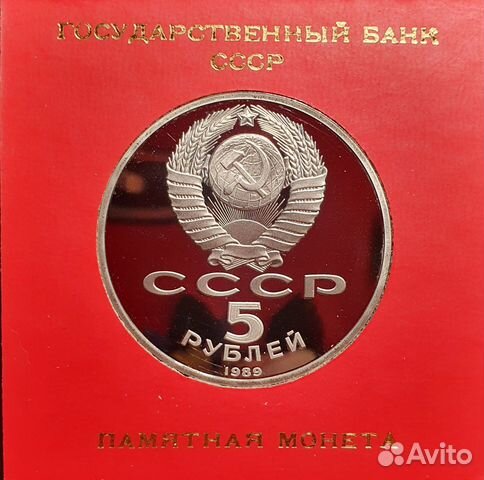 ГОСУДАРСТВЕННЫЙ БАНК
СССР
СССР
5
РУБЛЕЙ
1989
ПАМЯТНАЯ МОНЕТА
Avito